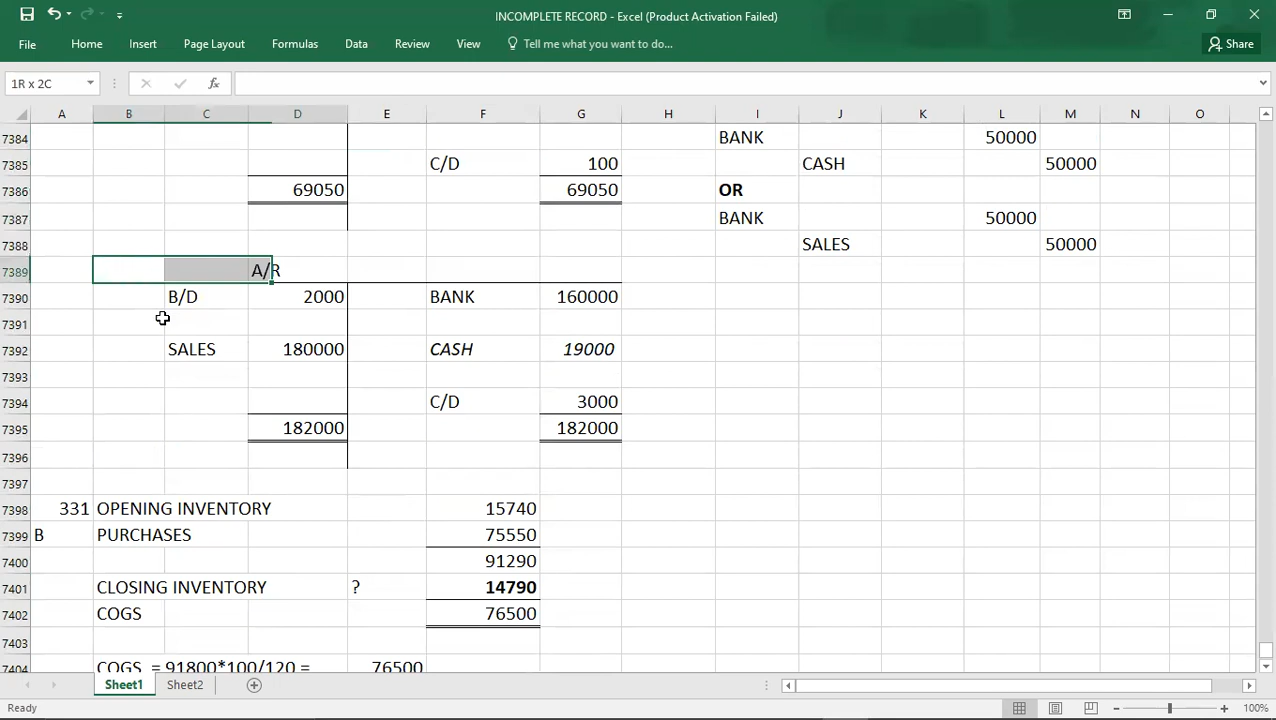 INCOMPLETE RECORD - Excel (Product Activation Failed)
File Home Insert Page Layout Formulas Data Review View Tell me what you want to do... Share
1R x 2C fx
A B C D E F G H I J K L M N O
7384 BANK 50000
7385 C/D 100 CASH 50000
7386 69050 69050 OR
7387 BANK 50000
7388 SALES 50000
7389 A/R
7390 B/D 2000 BANK 160000
7391
7392 SALES 180000 CASH 19000
7393
7394 C/D 3000
7395 182000 182000
7396
7397
7398 331 OPENING INVENTORY 15740
7399 B PURCHASES 75550
7400 91290
7401 CLOSING INVENTORY ? 14790
7402 COGS 76500
7403
7404 COGS = 91800*100/120 = 76500
Sheet1 Sheet2
Ready 100%